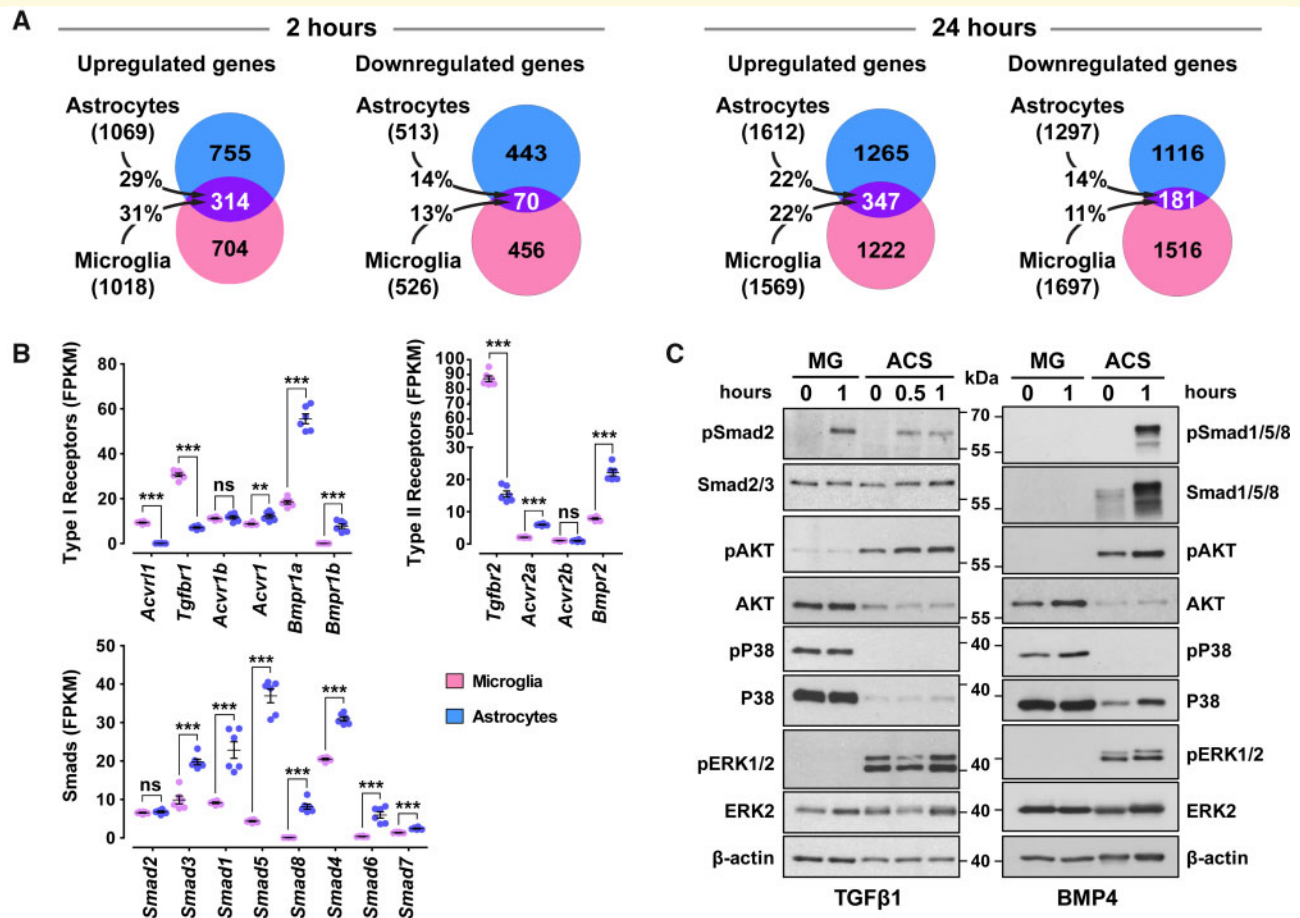 A
2 hours
24 hours
Upregulated genes
Downregulated genes
Upregulated genes
Downregulated genes
Astrocytes
(1069)
755
29%
314
31%
704
Microglia
(1018)
Astrocytes
(513)
443
14%
70
13%
456
Microglia
(526)
Astrocytes
(1612)
1265
22%
347
22%
1222
Microglia
(1569)
Astrocytes
(1297)
1116
14%
181
11%
1516
Microglia
(1697)
B
Type I Receptors (FPKM)
80
60
40
20
0
***
***
ns
**
***
***
Acvrl1
Tgfbr1
Acvr1b
Acvr1
Bmpr1a
Bmpr1b
Type II Receptors (FPKM)
100
90
80
70
60
50
30
20
10
0
***
***
ns
***
Tgfbr2
Acvr2a
Acvr2b
Bmpr2
Smads (FPKM)
50
40
30
20
10
0
ns
***
***
***
***
***
***
***
Smad2
Smad3
Smad1
Smad5
Smad8
Smad4
Smad6
Smad7
Microglia
Astrocytes
C
MG ACS kDa MG ACS
hours 0 1 0 0.5 1 0 1 0 1 hours
pSmad2 70 55 pSmad1/5/8
Smad2/3 55 Smad1/5/8
pAKT 55 pAKT
AKT 55 AKT
pP38 40 pP38
P38 40 P38
pERK1/2 40 pERK1/2
ERK2 40 ERK2
β-actin 40 β-actin
TGFβ1 BMP4